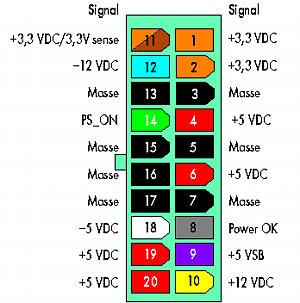 Signal Signal
+3,3 VDC/3,3V sense 11 1 +3,3 VDC
−12 VDC 12 2 +3,3 VDC
Masse 13 3 Masse
PS_ON 14 4 +5 VDC
Masse 15 5 Masse
Masse 16 6 +5 VDC
Masse 17 7 Masse
−5 VDC 18 8 Power OK
+5 VDC 19 9 +5 VSB
+5 VDC 20 10 +12 VDC